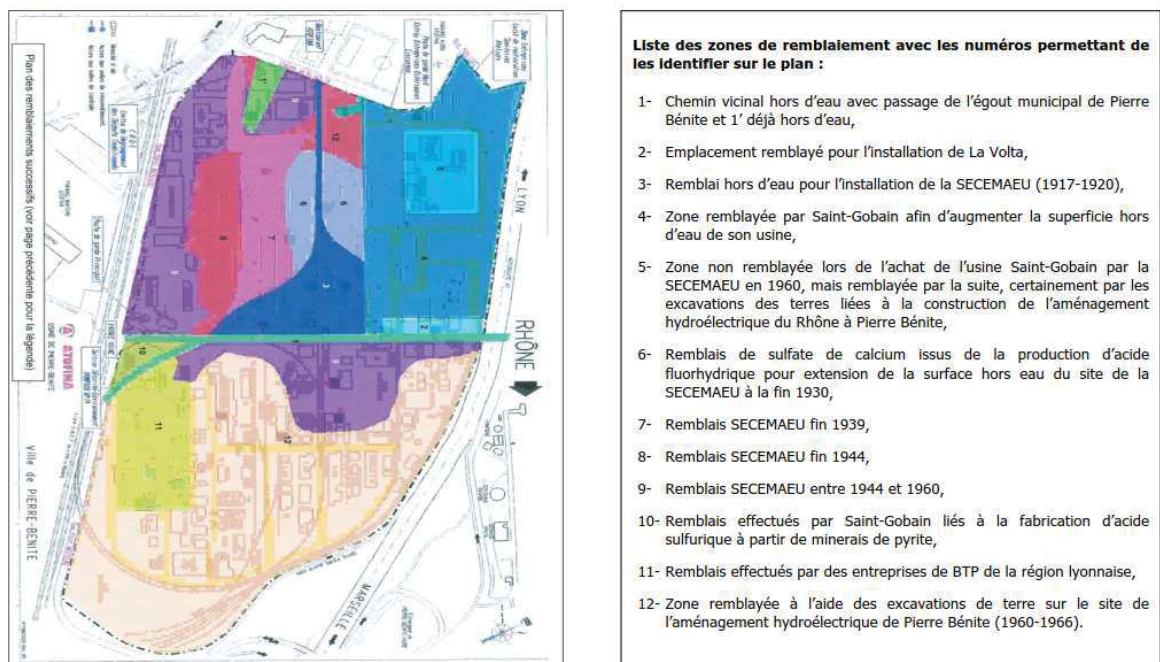 Plan des remblaiements successifs (voir page précédente pour la légende)
LYON
RHÔNE
MARSEILLE
Ville de PIERRE-BENITE
ATOFINA
USINE DE PIERRE-BENITE
Liste des zones de remblaiement avec les numéros permettant de
les identifier sur le plan :
1- Chemin vicinal hors d'eau avec passage de l'égout municipal de Pierre
Bénite et 1' déjà hors d'eau,
2- Emplacement remblayé pour l'installation de La Volta,
3- Remblai hors d'eau pour l'installation de la SECEMAEU (1917-1920),
4- Zone remblayée par Saint-Gobain afin d'augmenter la superficie hors
d'eau de son usine,
5- Zone non remblayée lors de l'achat de l'usine Saint-Gobain par la
SECEMAEU en 1960, mais remblayée par la suite, certainement par les
excavations des terres liées à la construction de l'aménagement
hydroélectrique du Rhône à Pierre Bénite,
6- Remblais de sulfate de calcium issus de la production d'acide
fluorhydrique pour extension de la surface hors eau du site de la
SECEMAEU à la fin 1930,
7- Remblais SECEMAEU fin 1939,
8- Remblais SECEMAEU fin 1944,
9- Remblais SECEMAEU entre 1944 et 1960,
10- Remblais effectués par Saint-Gobain liés à la fabrication d'acide
sulfurique à partir de minerais de pyrite,
11- Remblais effectués par des entreprises de BTP de la région lyonnaise,
12- Zone remblayée à l'aide des excavations de terre sur le site de
l'aménagement hydroélectrique de Pierre Bénite (1960-1966).